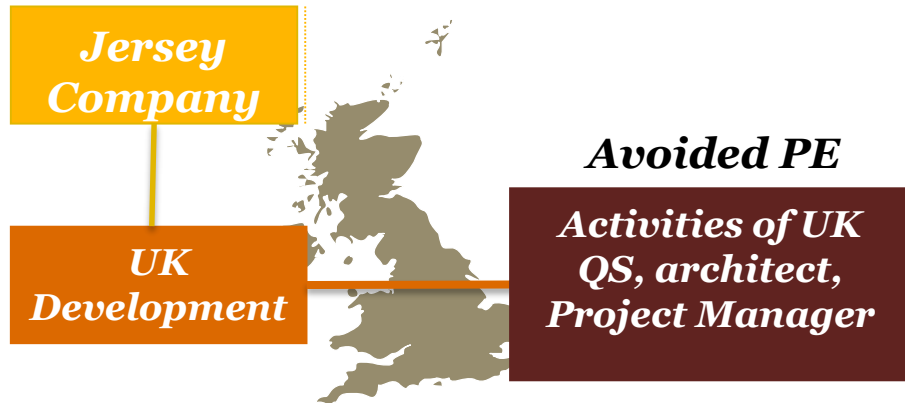 Jersey
Company
Avoided PE
UK
Development
Activities of UK
QS, architect,
Project Manager